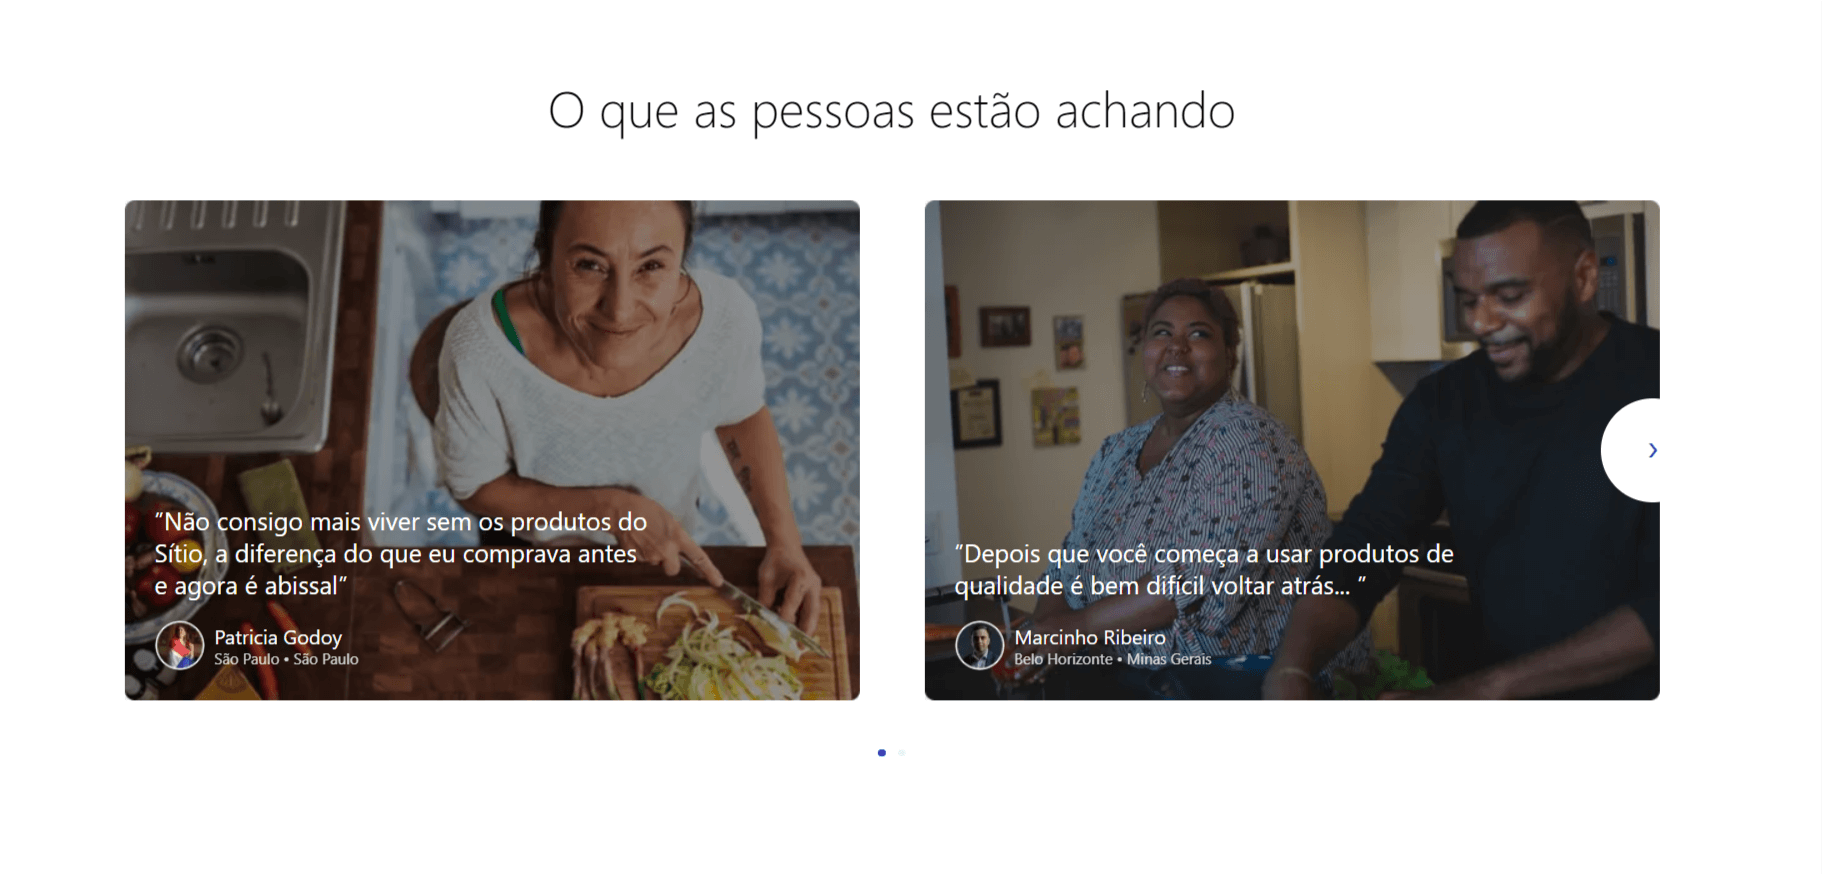 O que as pessoas estão achando
"Não consigo mais viver sem os produtos do
Sítio, a diferença do que eu comprava antes
e agora é abissal"
Patricia Godoy
São Paulo • São Paulo
"Depois que você começa a usar produtos de
qualidade é bem difícil voltar atrás... "
Marcinho Ribeiro
Belo Horizonte • Minas Gerais